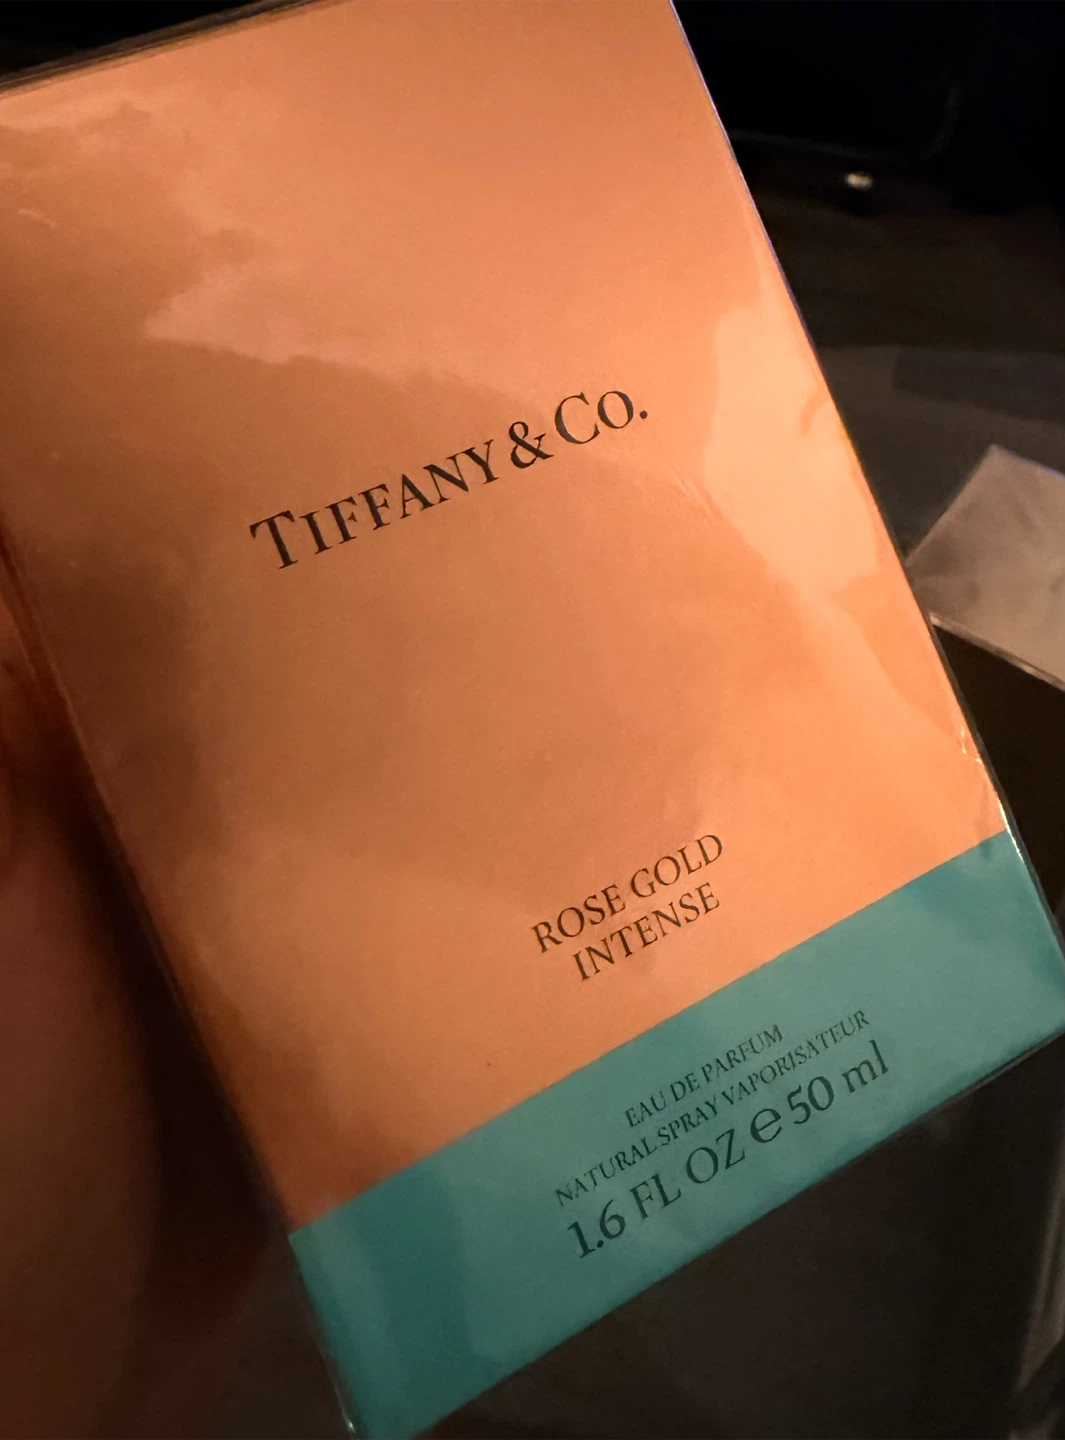 TIFFANY & CO.
ROSE GOLD
INTENSE
EAU DE PARFUM
NATURAL SPRAY VAPORISATEUR
1.6 FL OZ ℮ 50 ml